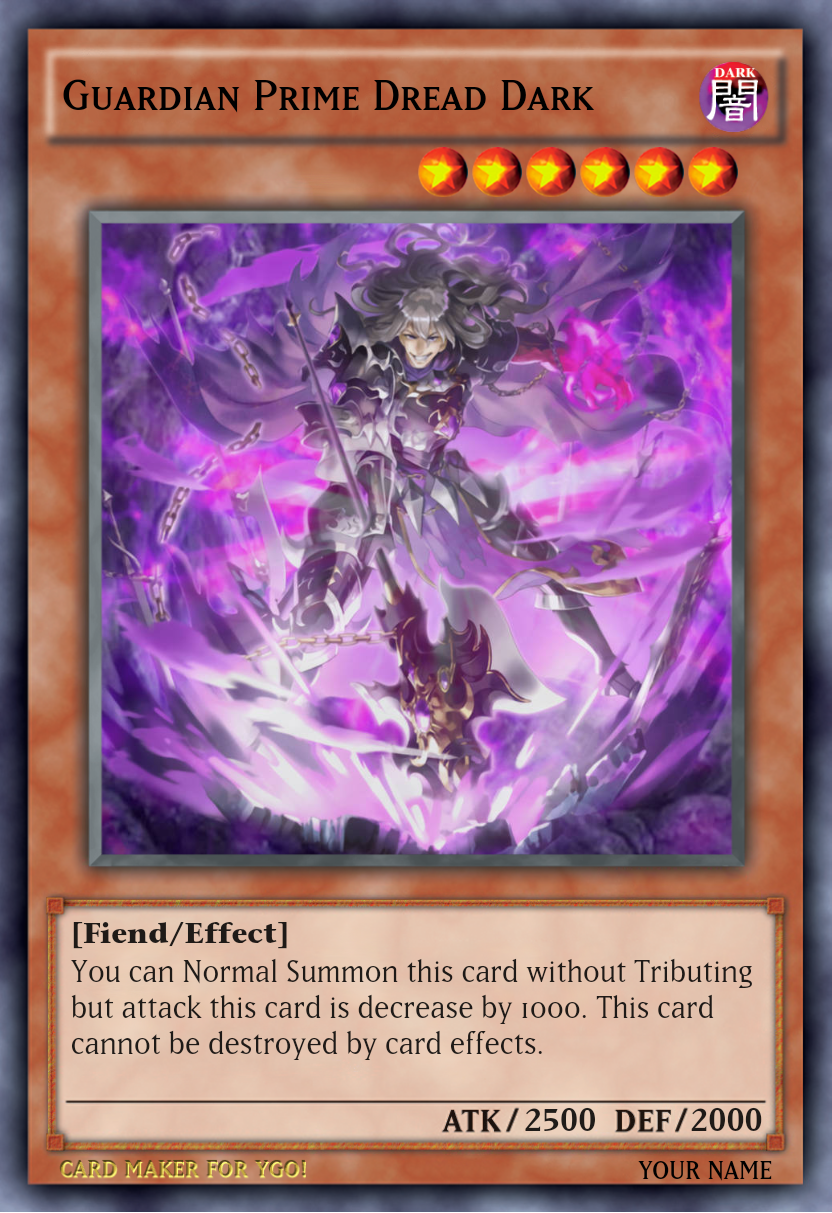 Guardian Prime Dread Dark
DARK
闇
[Fiend/Effect]
You can Normal Summon this card without Tributing
but attack this card is decrease by 1000. This card
cannot be destroyed by card effects.
ATK/2500 DEF/2000
CARD MAKER FOR YGO! YOUR NAME